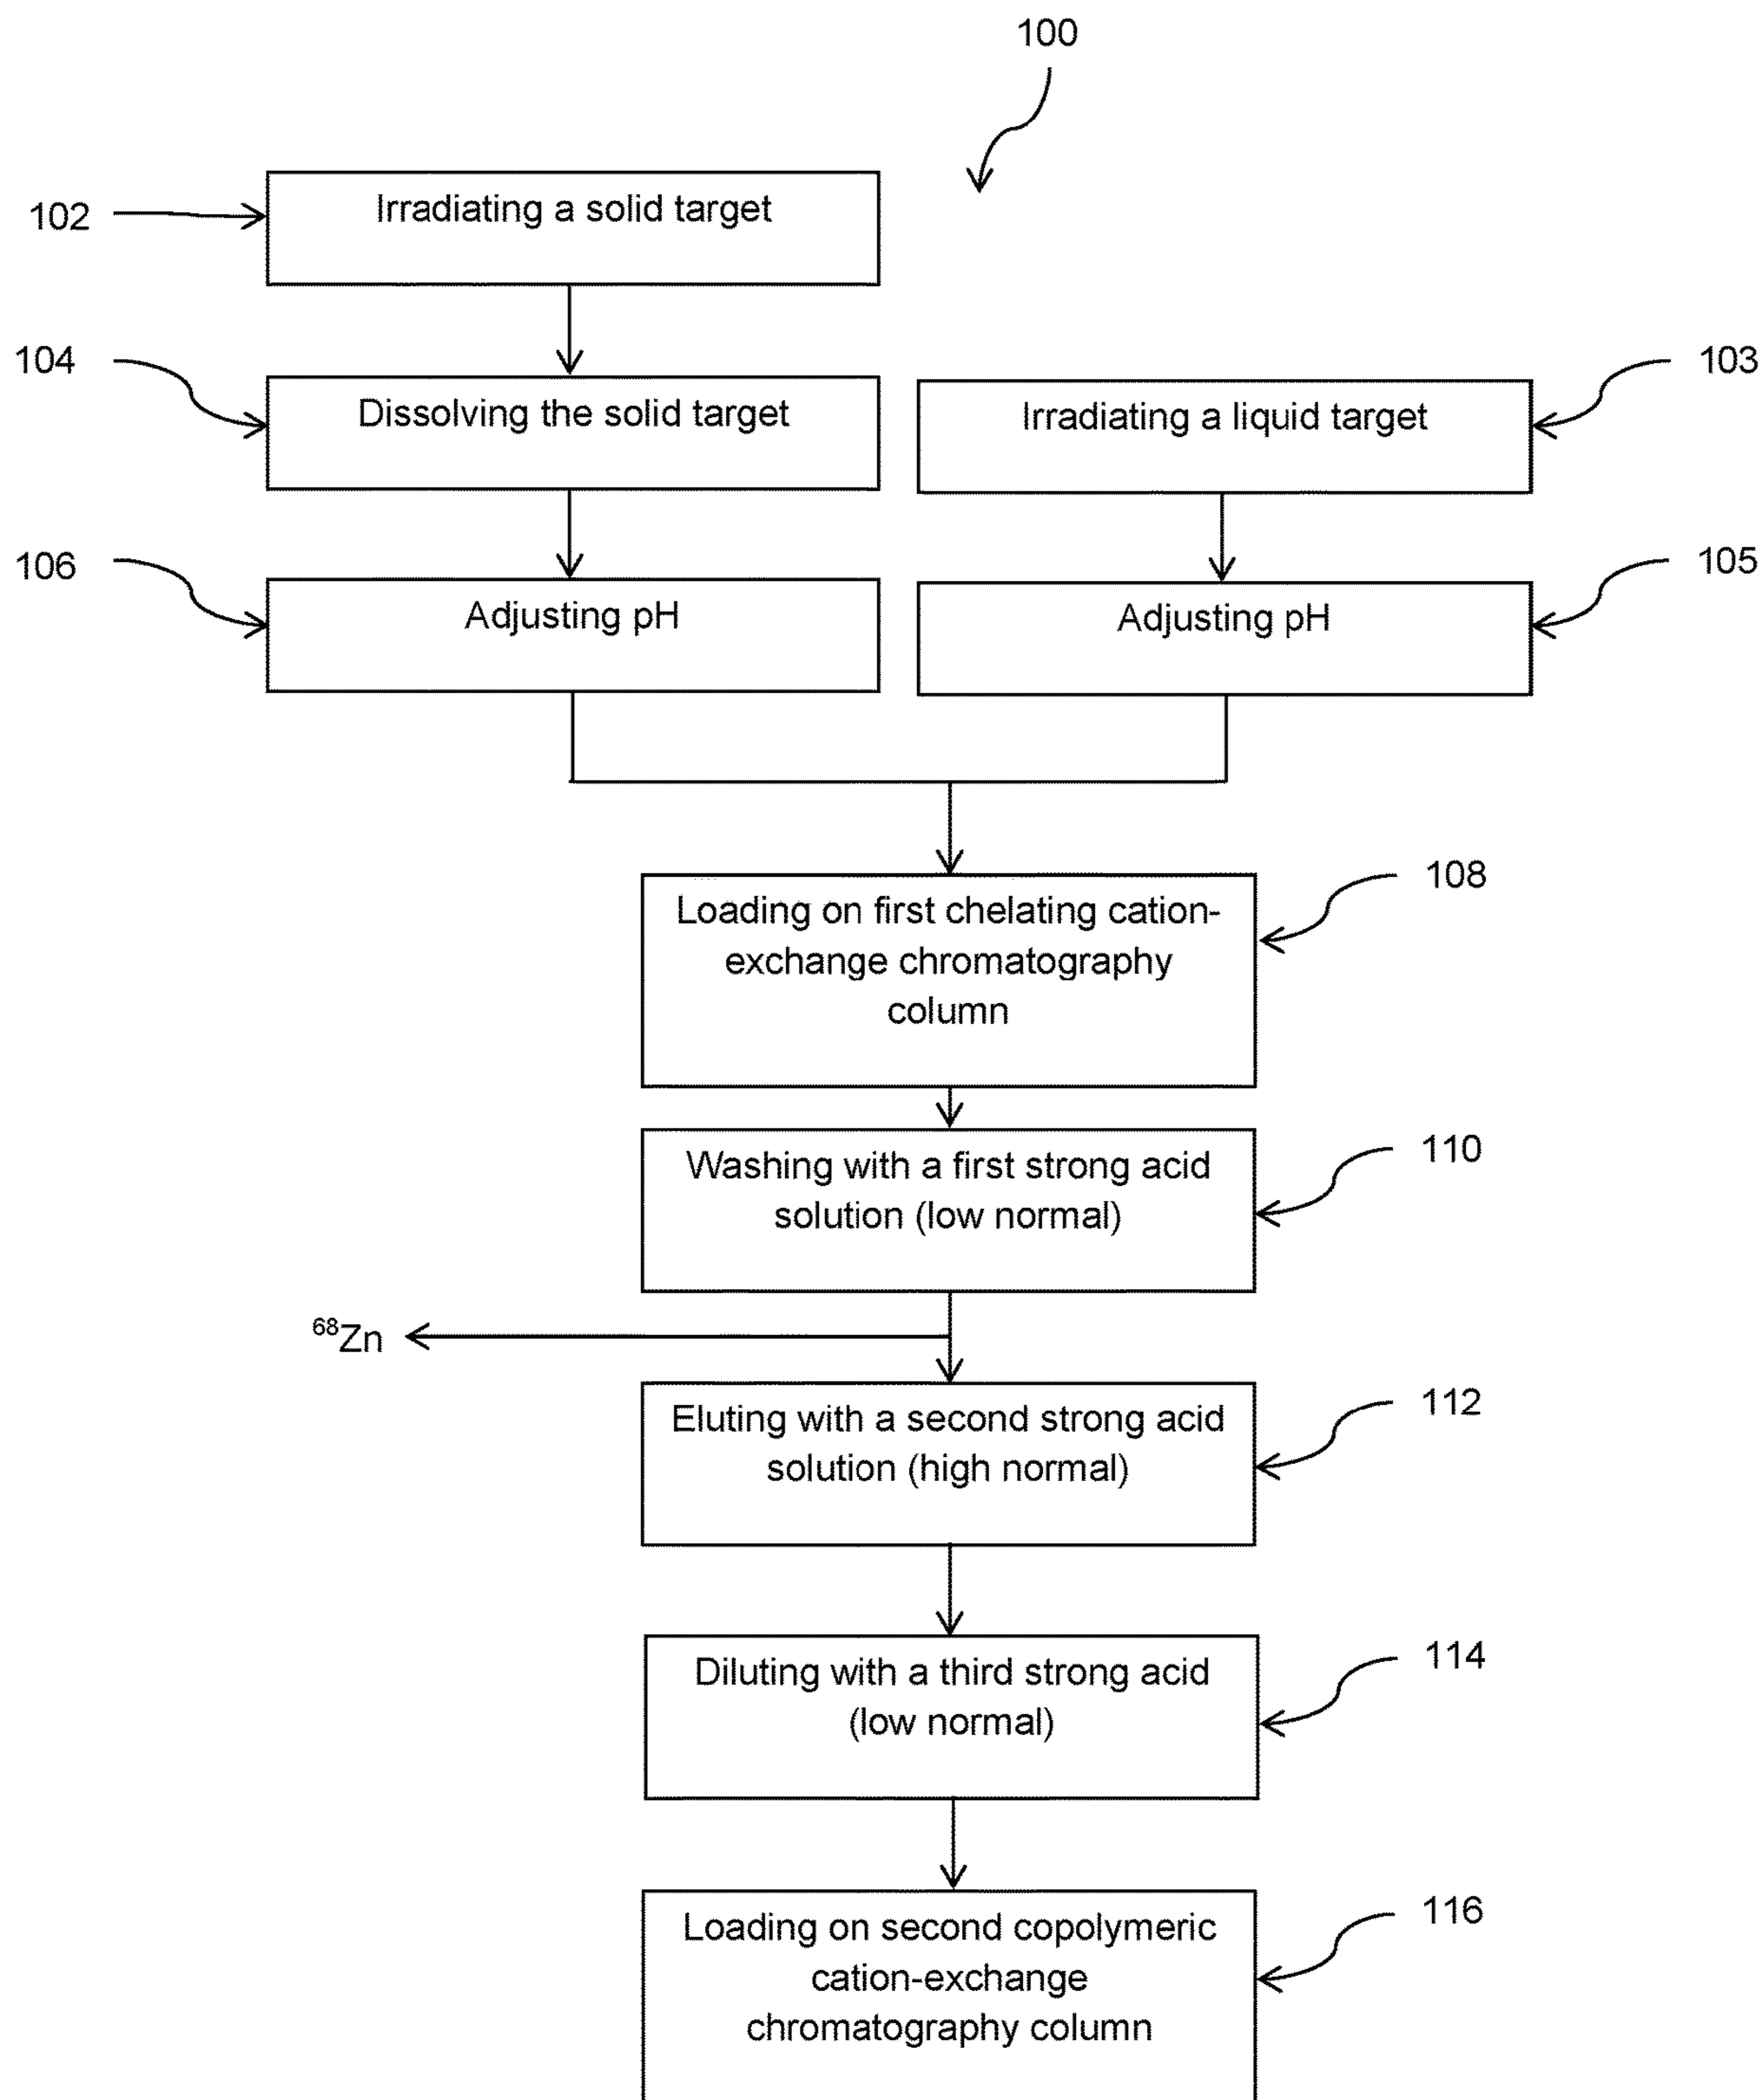 100
102
Irradiating a solid target
104
Dissolving the solid target
103
Irradiating a liquid target
106
Adjusting pH
105
Adjusting pH
108
Loading on first chelating cation-
exchange chromatography
column
110
Washing with a first strong acid
solution (low normal)
⁶⁸Zn
112
Eluting with a second strong acid
solution (high normal)
114
Diluting with a third strong acid
(low normal)
116
Loading on second copolymeric
cation-exchange
chromatography column